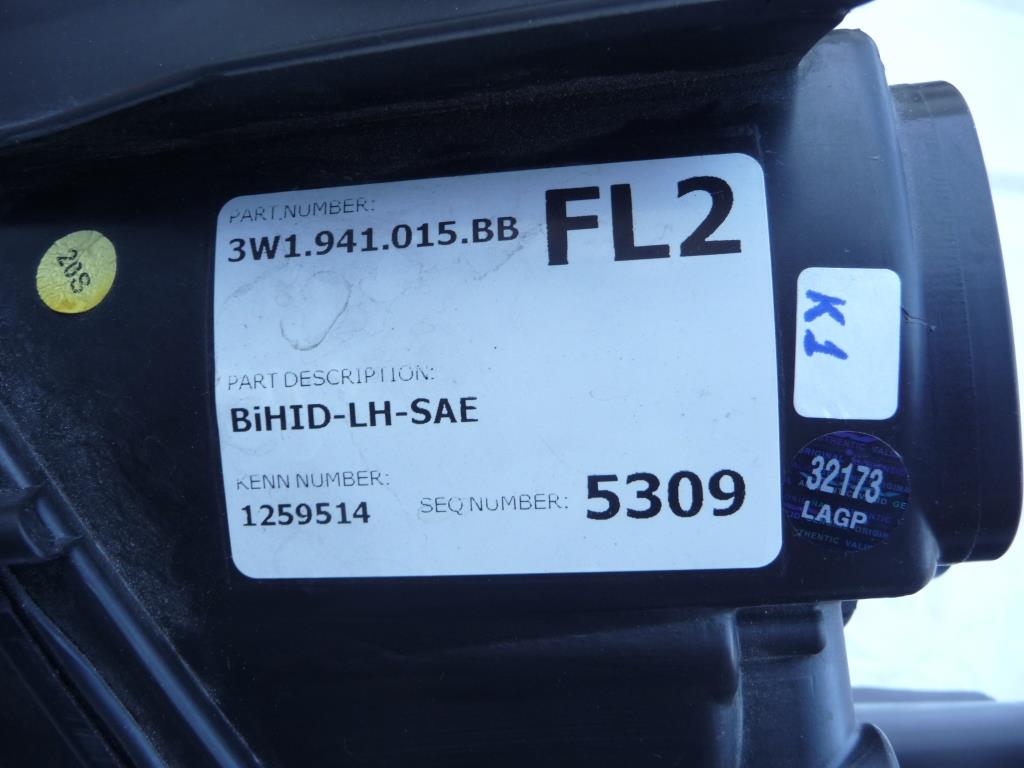 PART NUMBER:
3W1.941.015.BB
FL2
PART DESCRIPTION:
BiHID-LH-SAE
KENN NUMBER:
1259514
SEQ NUMBER:
5309
20S
K1
32173
LAGP